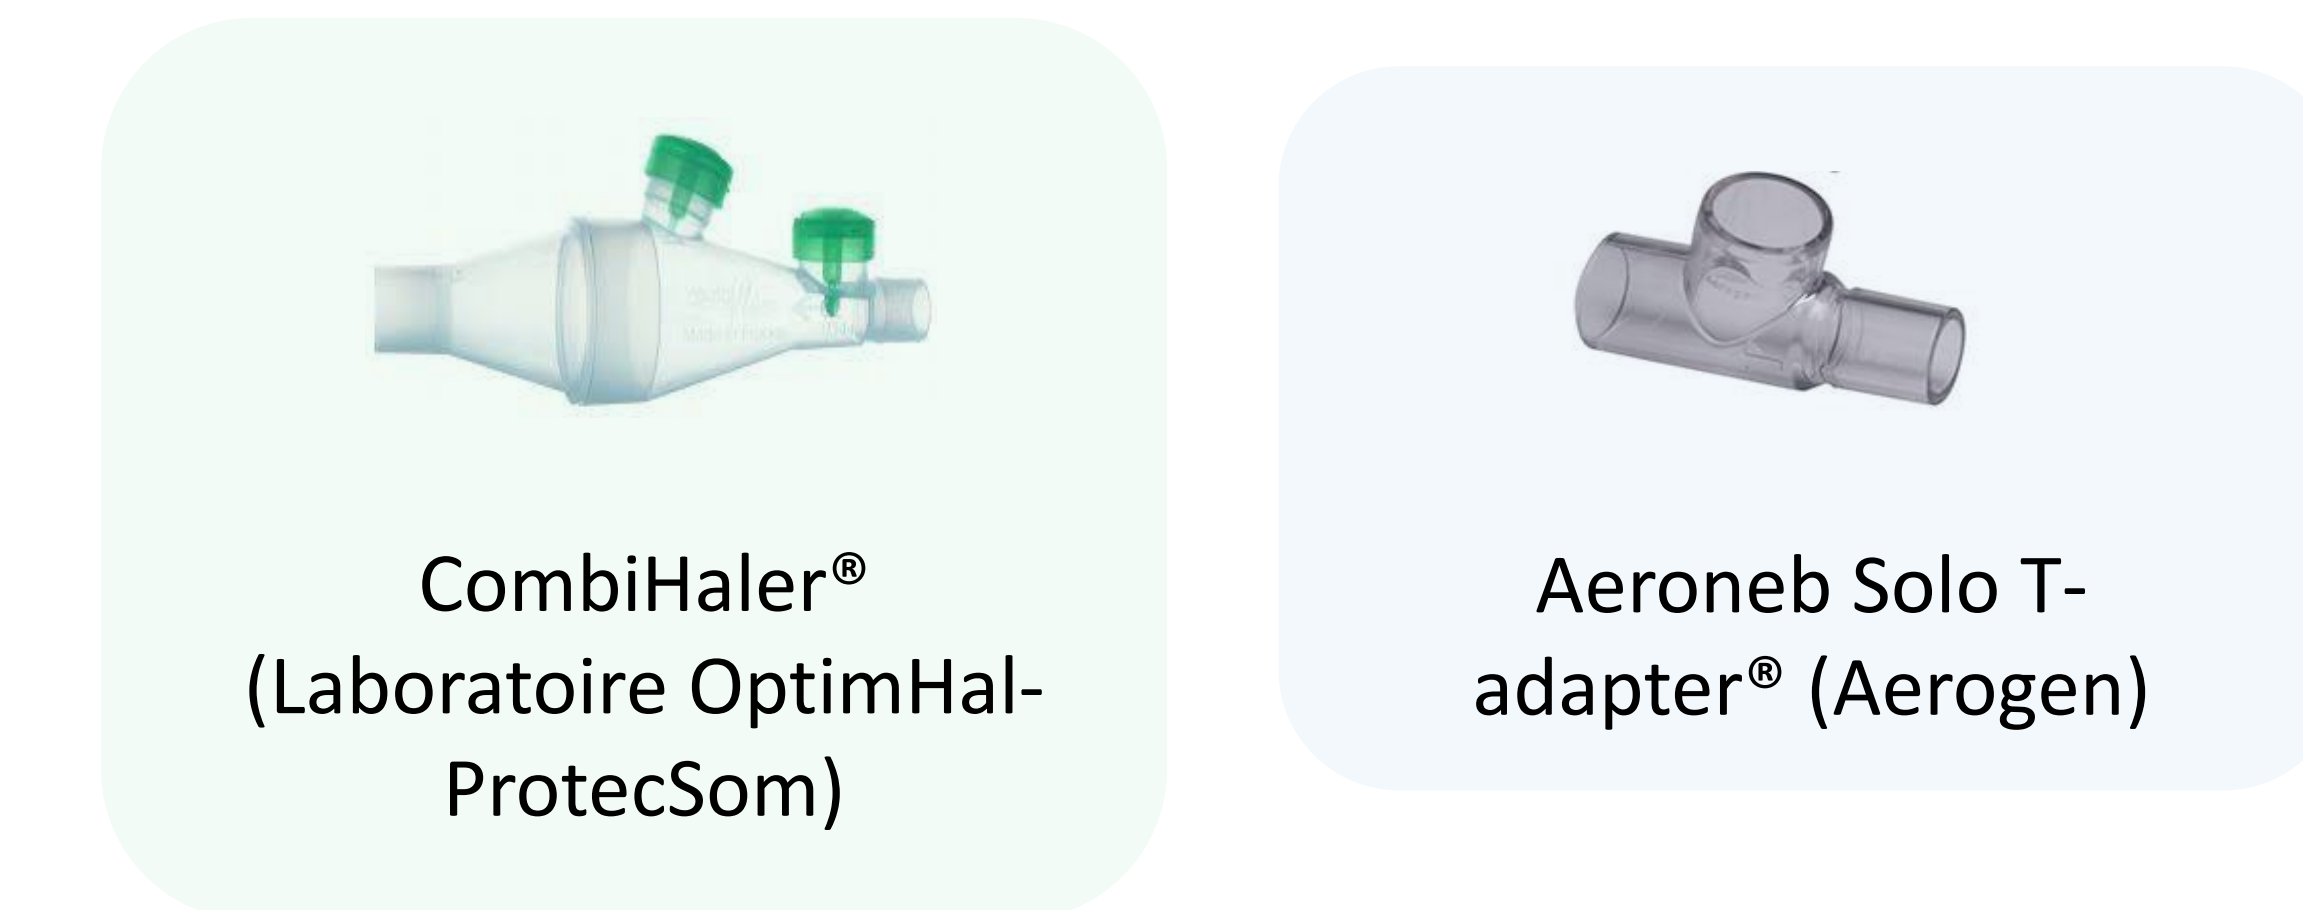 CombiHaler®
(Laboratoire OptimHal-
ProtecSom)
Aeroneb Solo T-
adapter® (Aerogen)